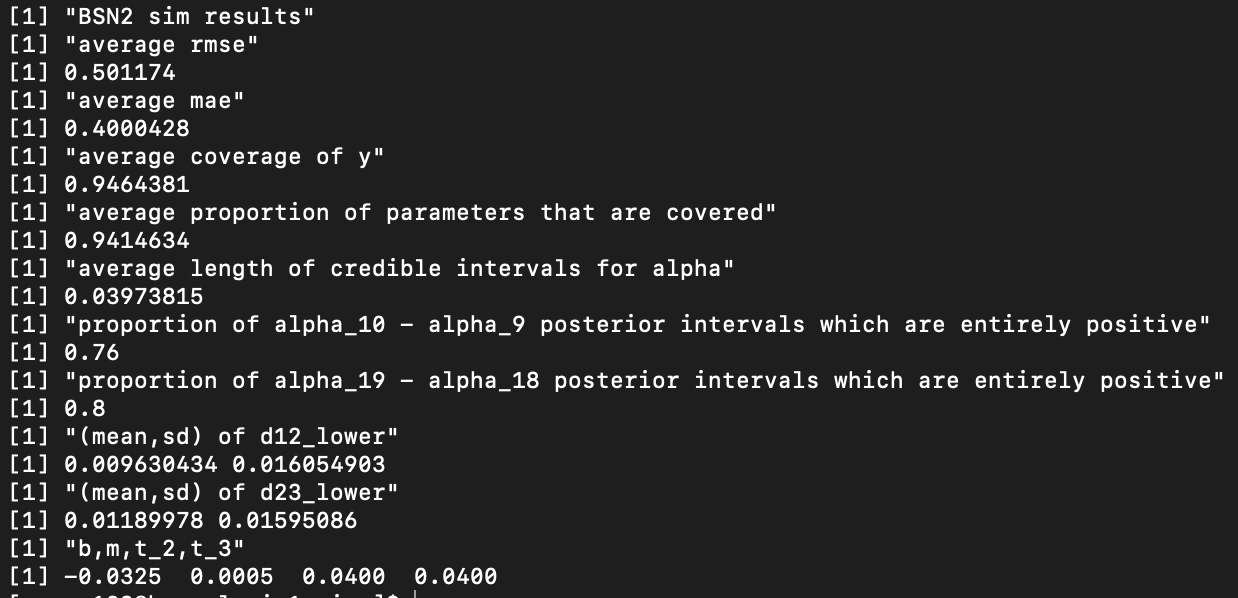 [1] "BSN2 sim results"
[1] "average rmse"
[1] 0.501174
[1] "average mae"
[1] 0.4000428
[1] "average coverage of y"
[1] 0.9464381
[1] "average proportion of parameters that are covered"
[1] 0.9414634
[1] "average length of credible intervals for alpha"
[1] 0.03973815
[1] "proportion of alpha_10 - alpha_9 posterior intervals which are entirely positive"
[1] 0.76
[1] "proportion of alpha_19 - alpha_18 posterior intervals which are entirely positive"
[1] 0.8
[1] "(mean,sd) of d12_lower"
[1] 0.009630434 0.016054903
[1] "(mean,sd) of d23_lower"
[1] 0.01189978 0.01595086
[1] "b,m,t_2,t_3"
[1] -0.0325  0.0005  0.0400  0.0400